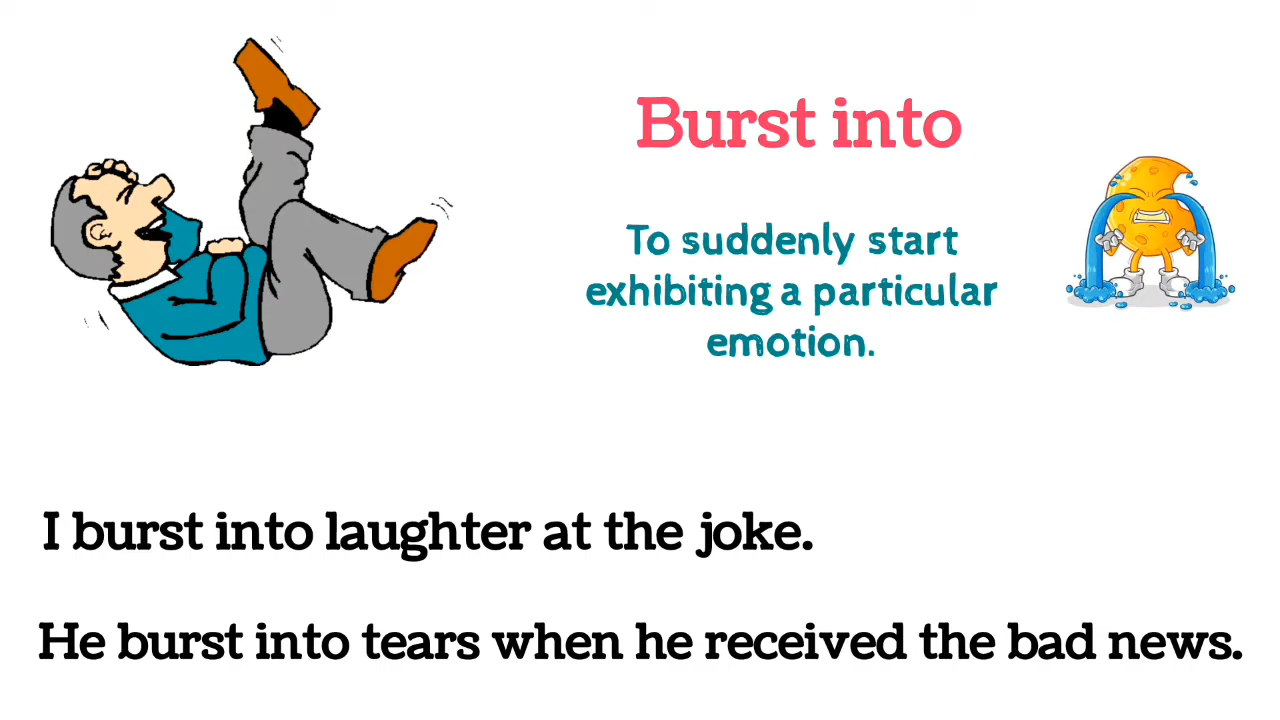 Burst into
To suddenly start
exhibiting a particular
emotion.
I burst into laughter at the joke.
He burst into tears when he received the bad news.